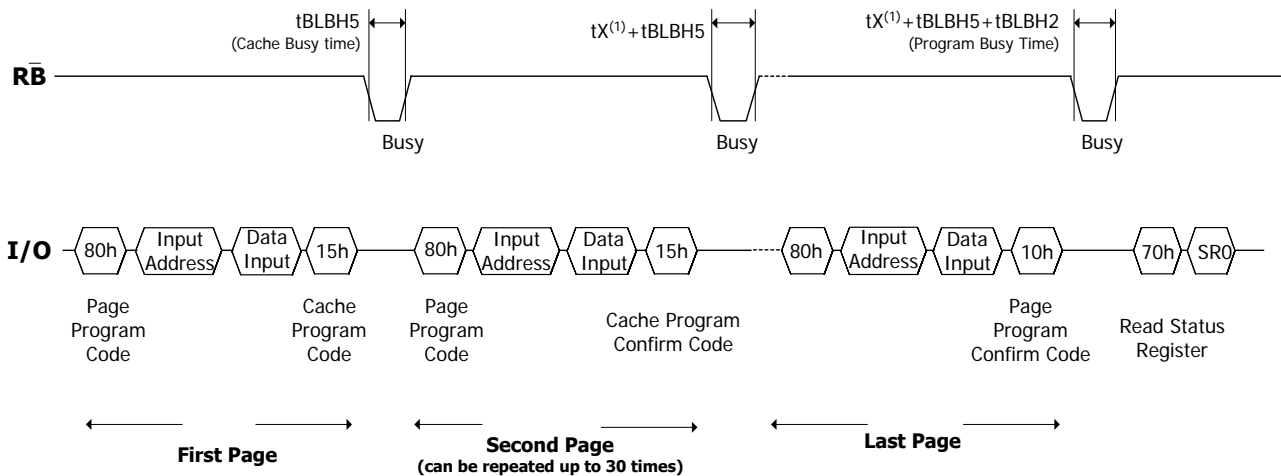 tBLBH5
(Cache Busy time)
tX(1) + tBLBH5
tX(1) + tBLBH5 + tBLBH2
(Program Busy Time)
RB̅
Busy
Busy
Busy
I/O
80h
Input
Address
Data
Input
15h
80h
Input
Address
Data
Input
15h
80h
Input
Address
Data
Input
10h
70h
SR0
Page
Program
Code
Cache
Program
Code
Page
Program
Code
Cache Program
Confirm Code
Page
Program
Confirm Code
Read Status
Register
First Page
Second Page
(can be repeated up to 30 times)
Last Page